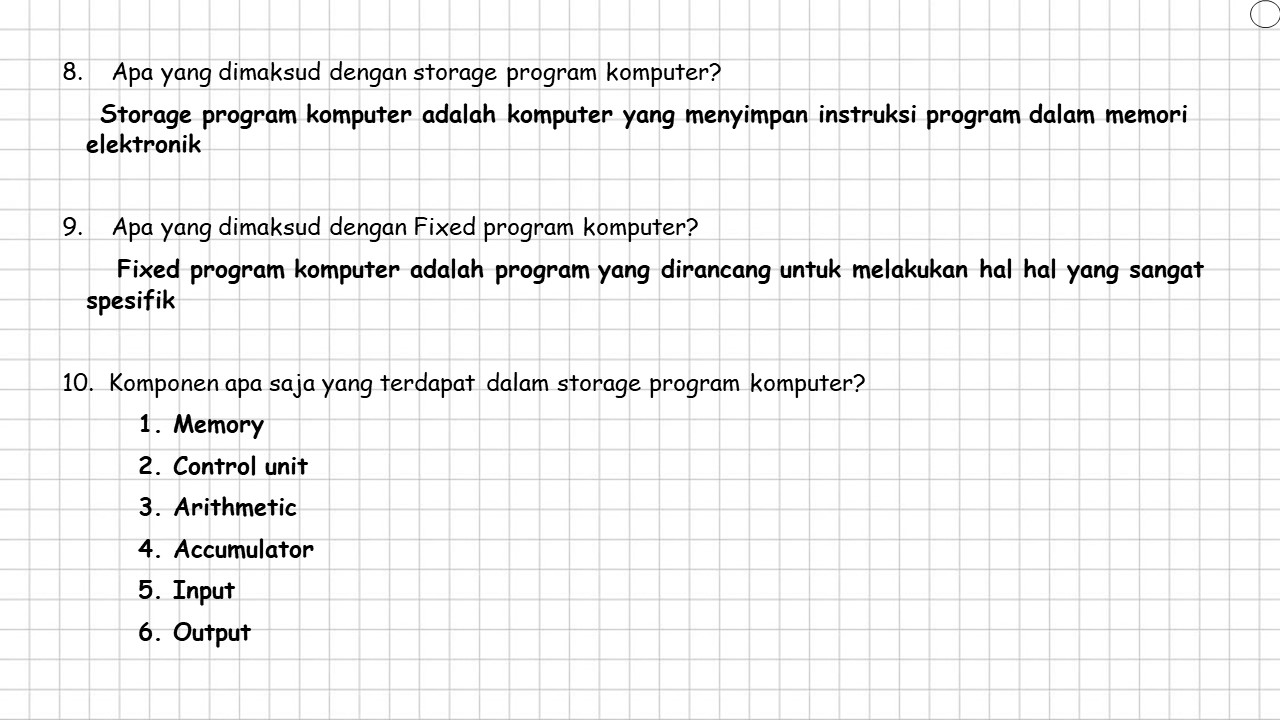 8. Apa yang dimaksud dengan storage program komputer?
Storage program komputer adalah komputer yang menyimpan instruksi program dalam memori
elektronik
9. Apa yang dimaksud dengan Fixed program komputer?
Fixed program komputer adalah program yang dirancang untuk melakukan hal hal yang sangat
spesifik
10. Komponen apa saja yang terdapat dalam storage program komputer?
1. Memory
2. Control unit
3. Arithmetic
4. Accumulator
5. Input
6. Output